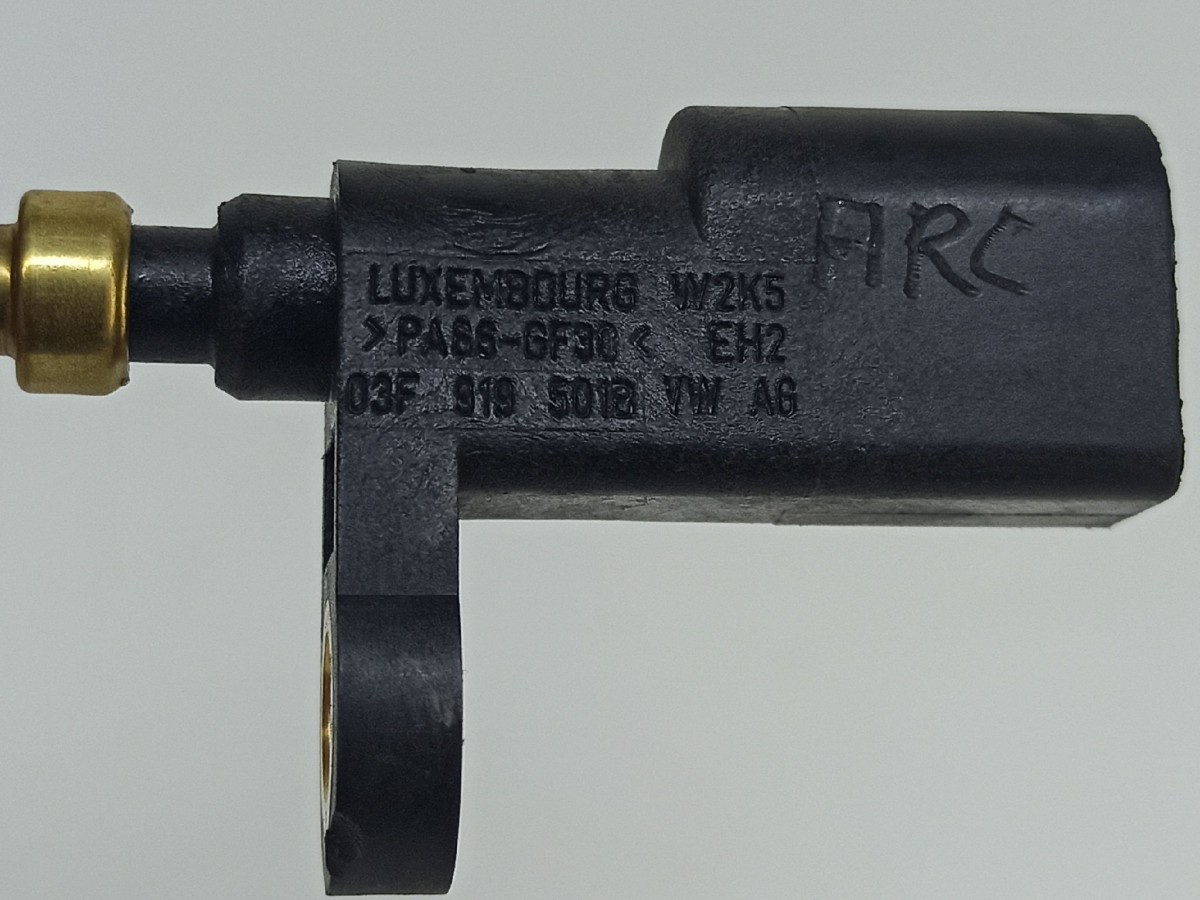 ARC
LUXEMBOURG W2K5
>PA66-GF30< EH2
03F 919 501B VW AG